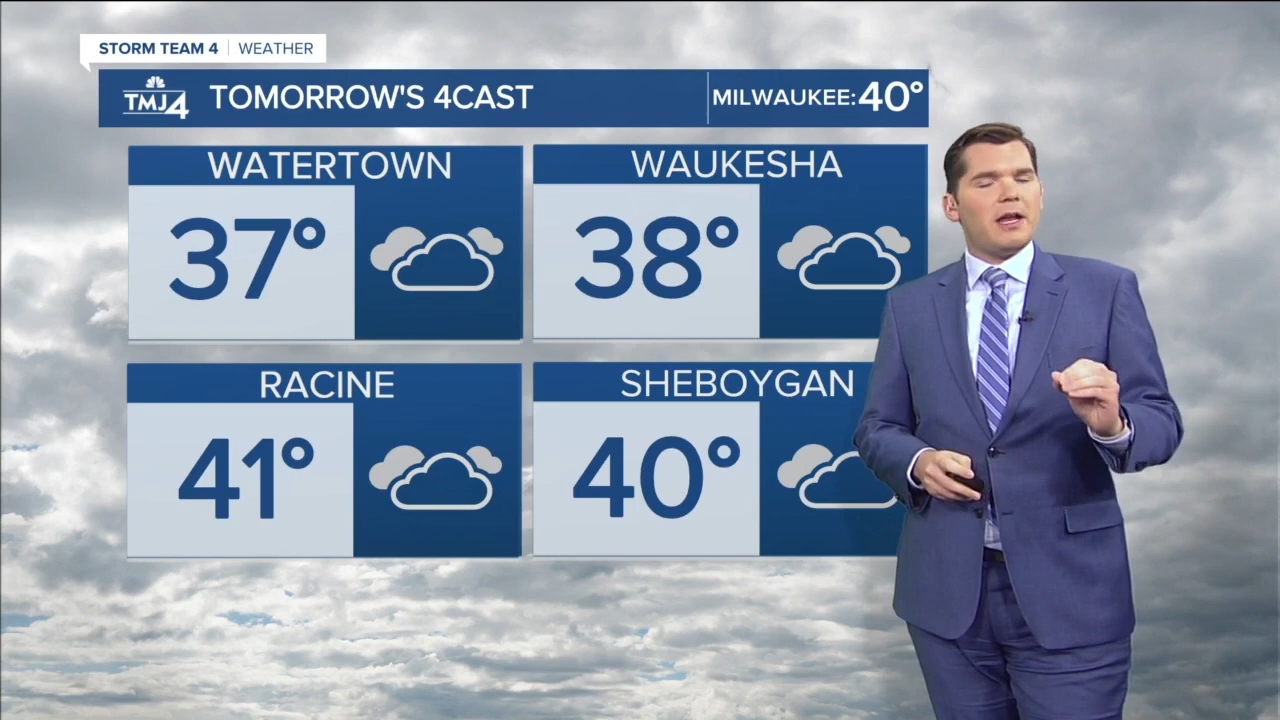 STORM TEAM 4 | WEATHER
TMJ4 TOMORROW'S 4CAST MILWAUKEE: 40°
WATERTOWN
37°
WAUKESHA
38°
RACINE
41°
SHEBOYGAN
40°